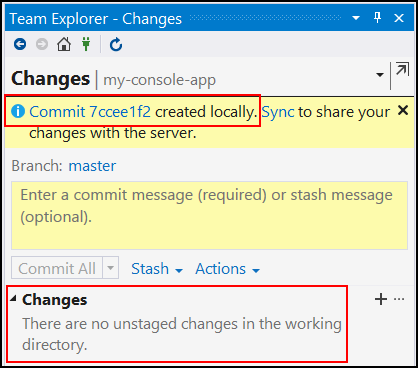 Team Explorer - Changes
Changes | my-console-app
Commit 7ccee1f2 created locally. Sync to share your
changes with the server.
Branch: master
Enter a commit message (required) or stash message
(optional).
Commit All Stash Actions
Changes
There are no unstaged changes in the working
directory.